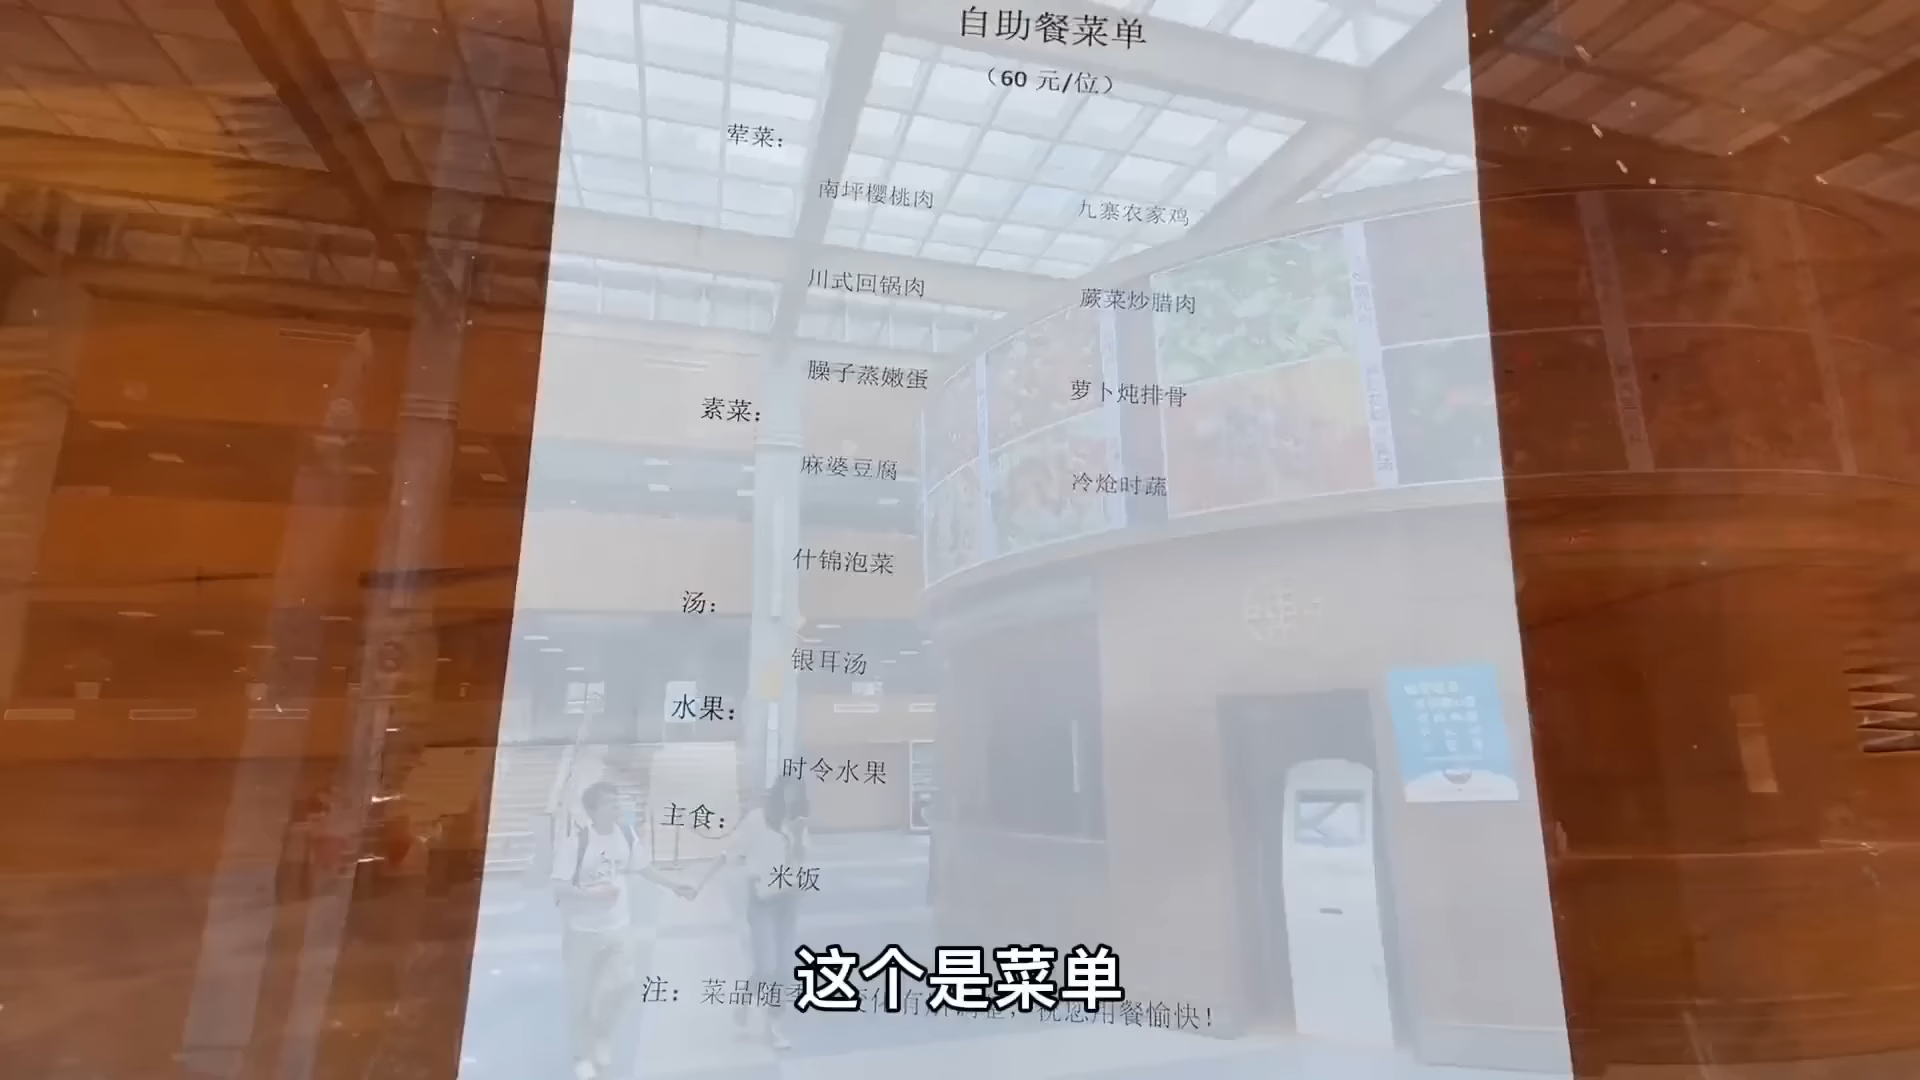 自助餐菜单
（60 元/位）
荤菜：
南坪樱桃肉 九寨农家鸡
川式回锅肉 蕨菜炒腊肉
臊子蒸嫩蛋 萝卜炖排骨
素菜：
麻婆豆腐 冷炝时蔬
什锦泡菜
汤：
银耳汤
水果：
时令水果
主食：
米饭
注：菜品随季 用餐愉快！
这个是菜单